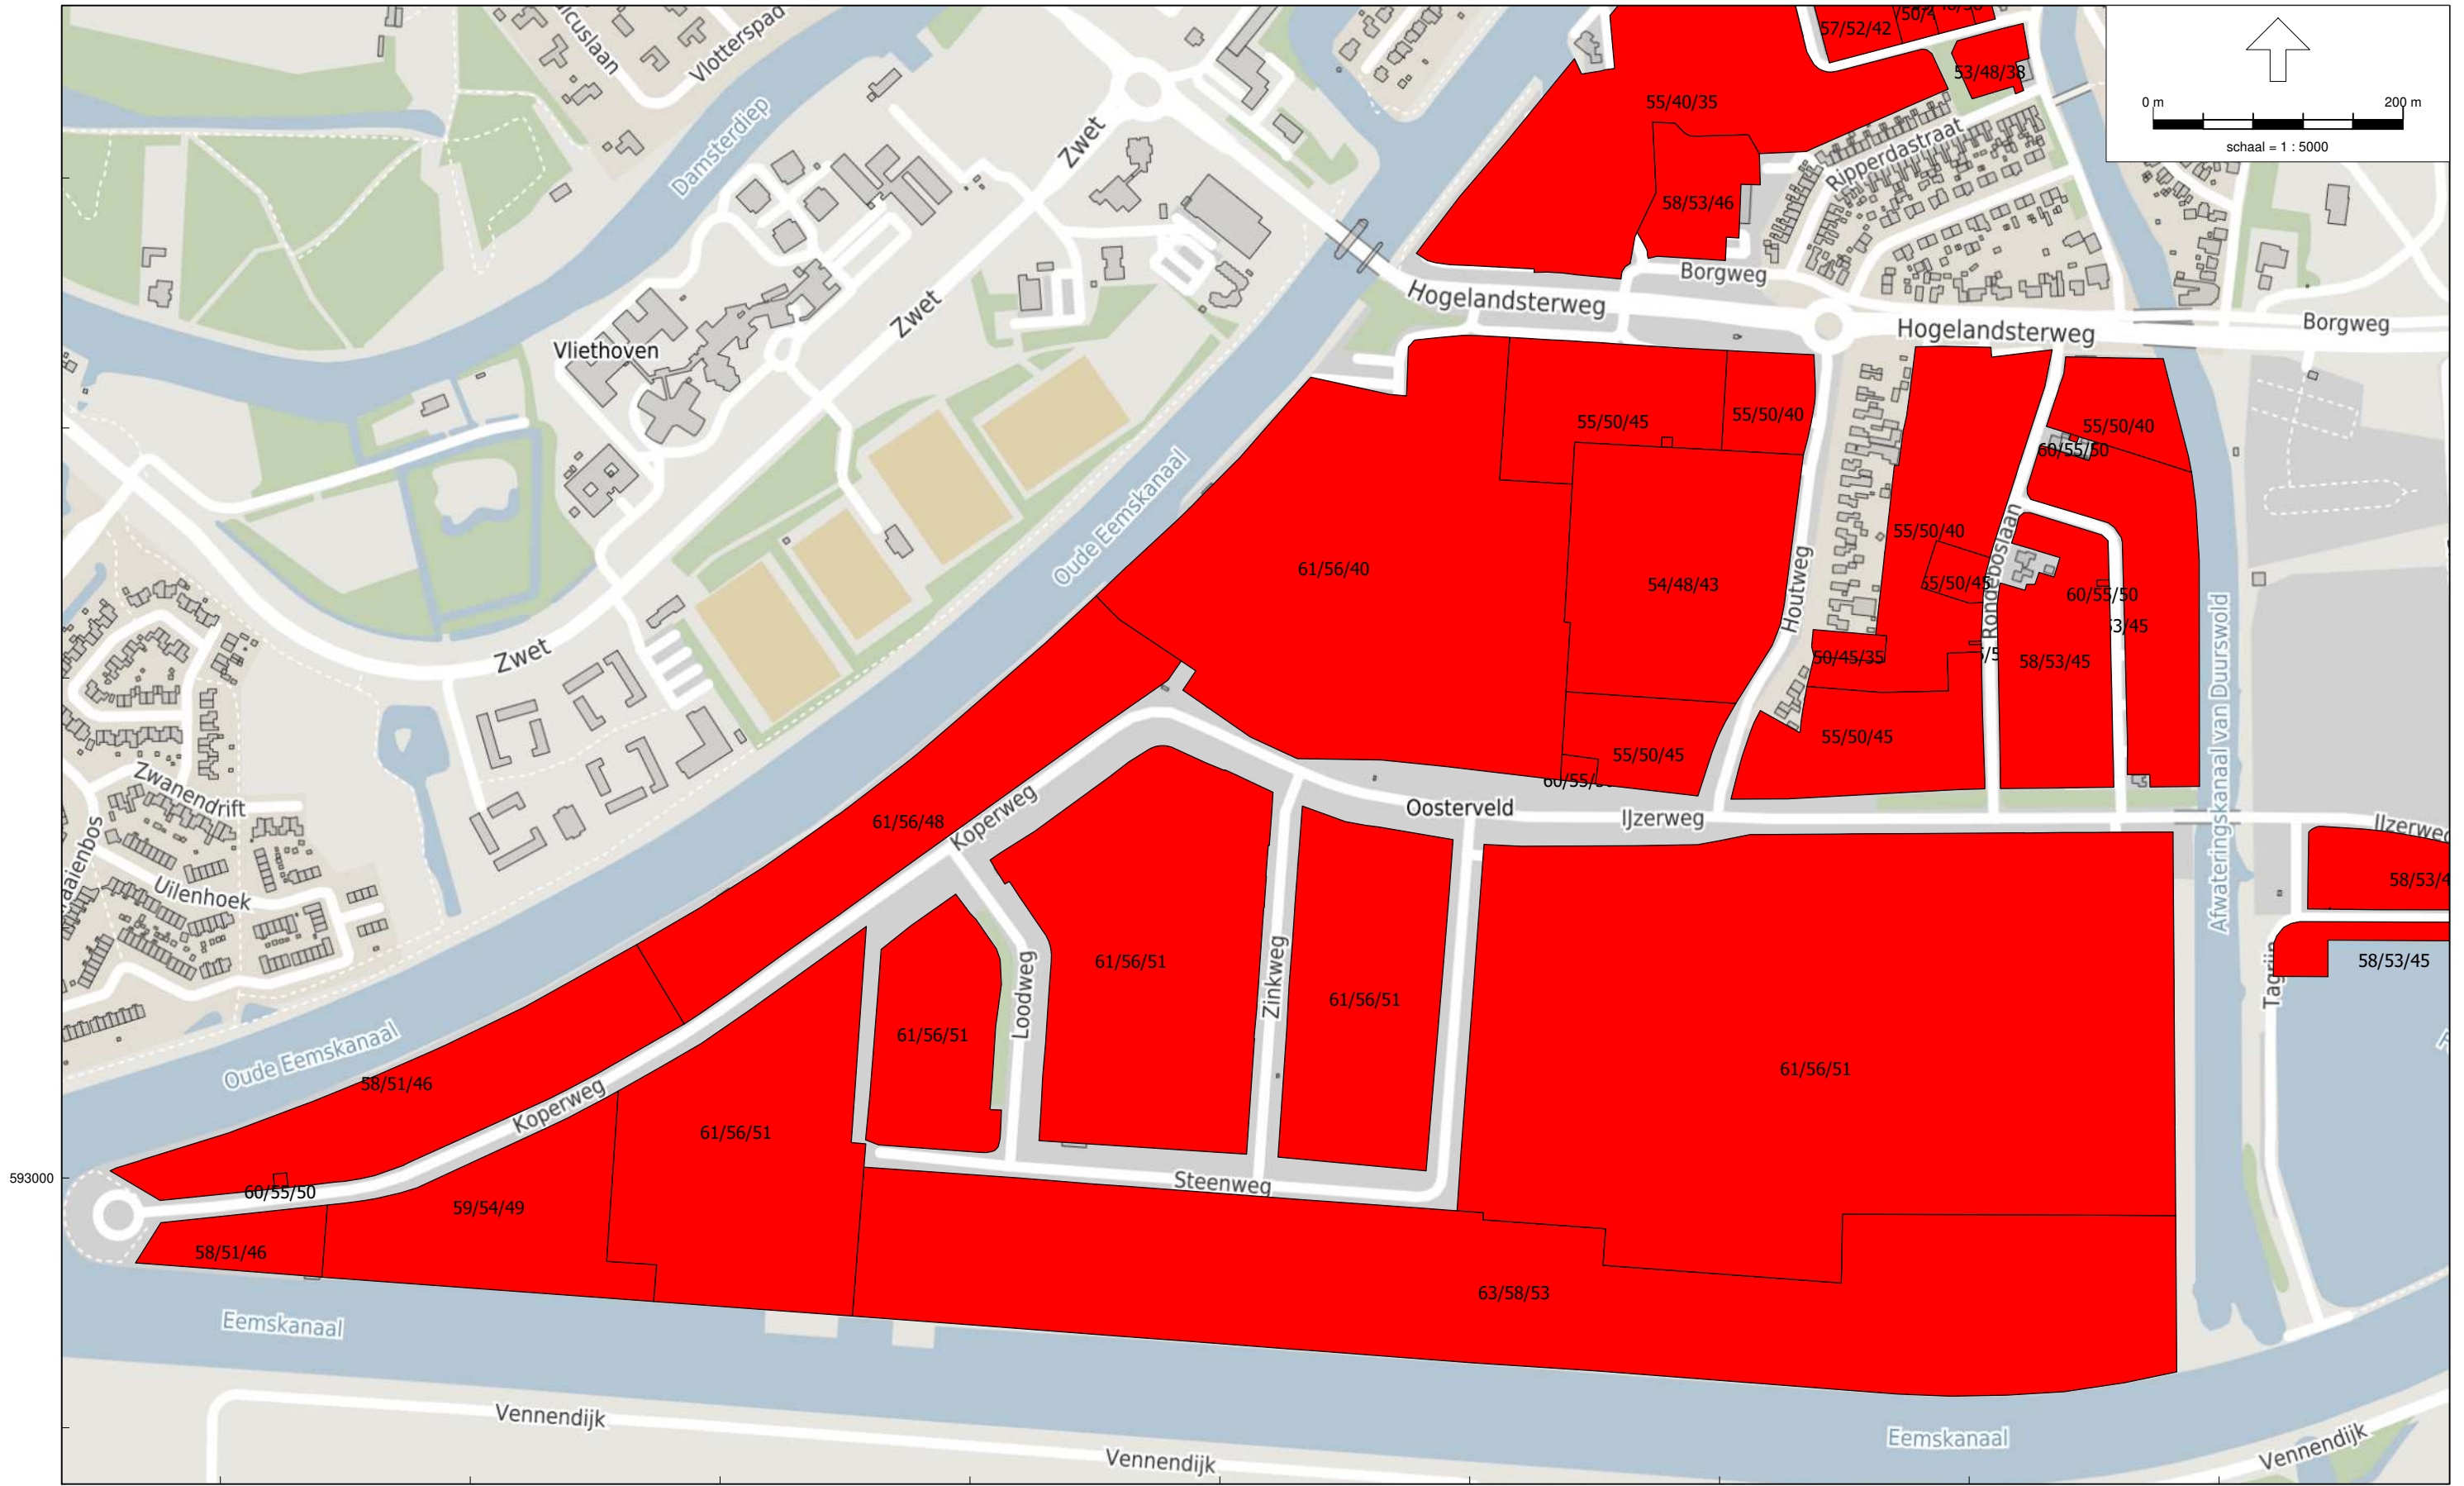 Vlotterspad
57/52/42
0 m
200 m
53/48/38
Damsterdiep
Zwet
55/40/35
schaal = 1 : 5000
Ripperdastraat
58/53/46
Borgweg
Hogelandsterweg
Zwet
Hogelandsterweg
Borgweg
Vliethoven
55/50/45
55/50/40
55/50/40
60/55/50
Oude Eemskanaal
55/50/40
61/56/40
54/48/43
Houtweg
Rondeboslaan
60/55/50
Zwet
50/45/35
58/53/45
Afwateringskanaal van Duurswold
55/50/45
55/50/45
Zwanendrift
Oosterveld
IJzerweg
61/56/48
Koperweg
Uilenhoek
61/56/51
Zinkweg
Loodweg
61/56/51
61/56/51
58/53/45
Oude Eemskanaal
58/51/46
Koperweg
61/56/51
61/56/51
593000
60/55/50
59/54/49
Steenweg
58/51/46
63/58/53
Eemskanaal
Vennendijk
Vennendijk
Eemskanaal
Vennendijk